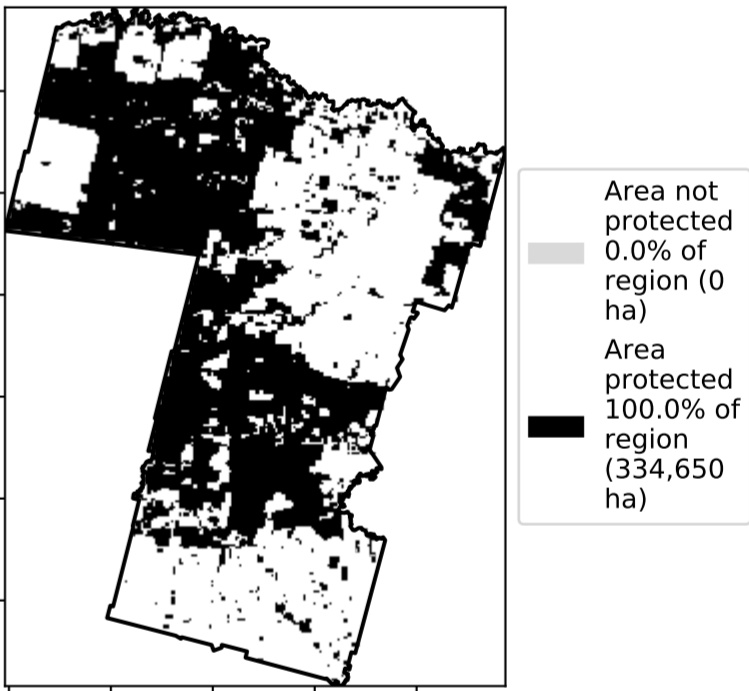 Area not
protected
0.0% of
region (0
ha)
Area
protected
100.0% of
region
(334,650
ha)